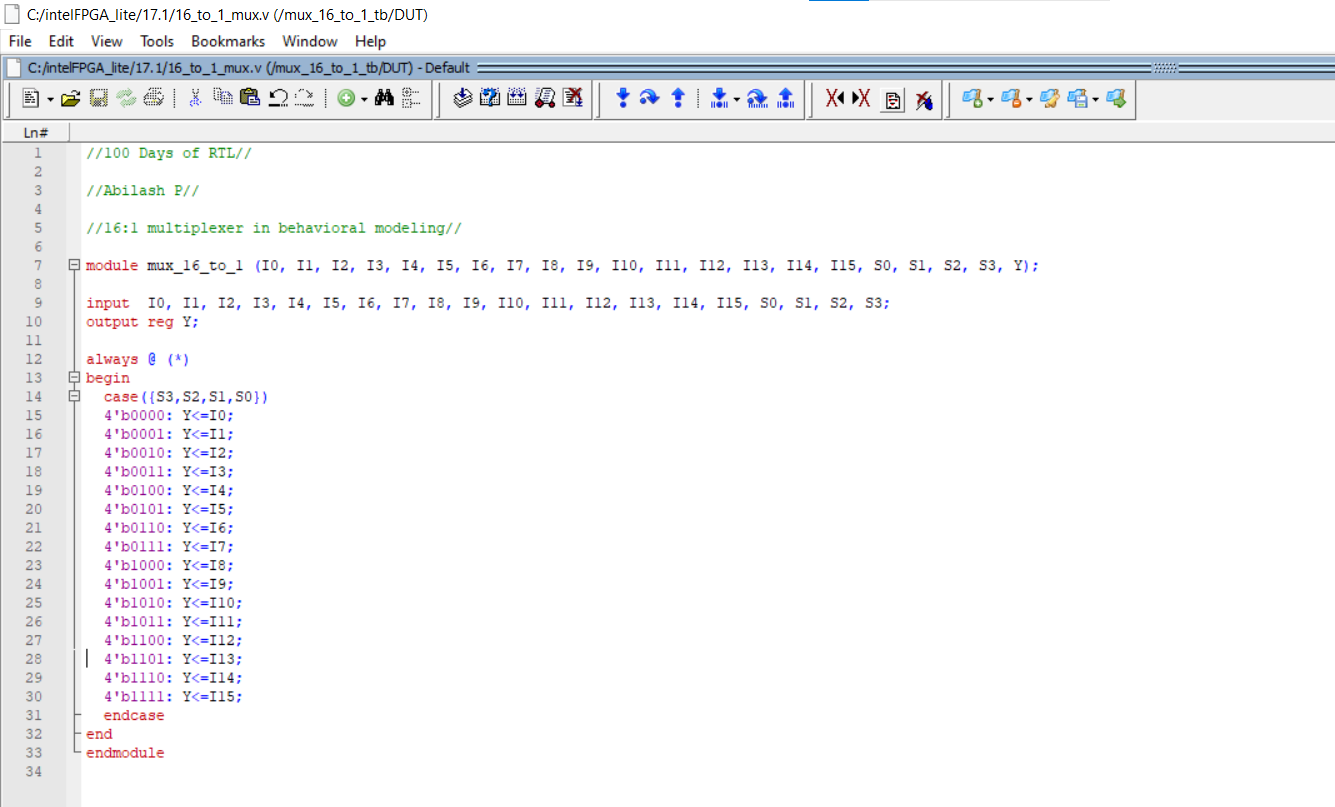 C:/intelFPGA_lite/17.1/16_to_1_mux.v (/mux_16_to_1_tb/DUT)
File Edit View Tools Bookmarks Window Help
C:/intelFPGA_lite/17.1/16_to_1_mux.v (/mux_16_to_1_tb/DUT) - Default
Ln#
1 //100 Days of RTL//
2
3 //Abilash P//
4
5 //16:1 multiplexer in behavioral modeling//
6
7 module mux_16_to_1 (I0, I1, I2, I3, I4, I5, I6, I7, I8, I9, I10, I11, I12, I13, I14, I15, S0, S1, S2, S3, Y);
8
9 input  I0, I1, I2, I3, I4, I5, I6, I7, I8, I9, I10, I11, I12, I13, I14, I15, S0, S1, S2, S3;
10 output reg Y;
11
12 always @ (*)
13 begin
14   case({S3,S2,S1,S0})
15   4'b0000: Y<=I0;
16   4'b0001: Y<=I1;
17   4'b0010: Y<=I2;
18   4'b0011: Y<=I3;
19   4'b0100: Y<=I4;
20   4'b0101: Y<=I5;
21   4'b0110: Y<=I6;
22   4'b0111: Y<=I7;
23   4'b1000: Y<=I8;
24   4'b1001: Y<=I9;
25   4'b1010: Y<=I10;
26   4'b1011: Y<=I11;
27   4'b1100: Y<=I12;
28   4'b1101: Y<=I13;
29   4'b1110: Y<=I14;
30   4'b1111: Y<=I15;
31   endcase
32 end
33 endmodule
34